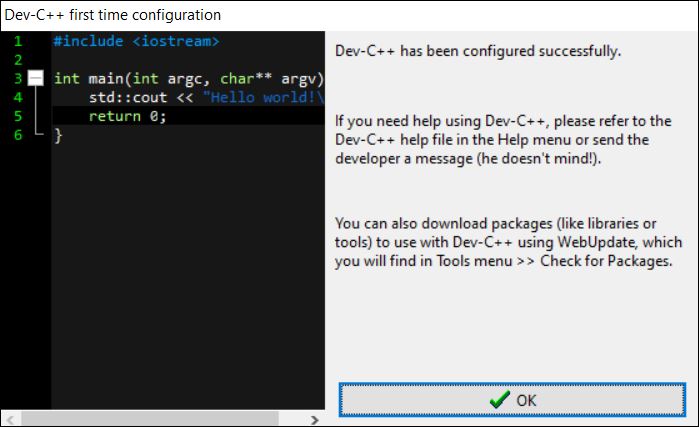 Dev-C++ first time configuration
1 #include <iostream>
2
3 int main(int argc, char** argv)
4 std::cout << "Hello world!\
5 return 0;
6 }
Dev-C++ has been configured successfully.
If you need help using Dev-C++, please refer to the
Dev-C++ help file in the Help menu or send the
developer a message (he doesn't mind!).
You can also download packages (like libraries or
tools) to use with Dev-C++ using WebUpdate, which
you will find in Tools menu >> Check for Packages.
OK